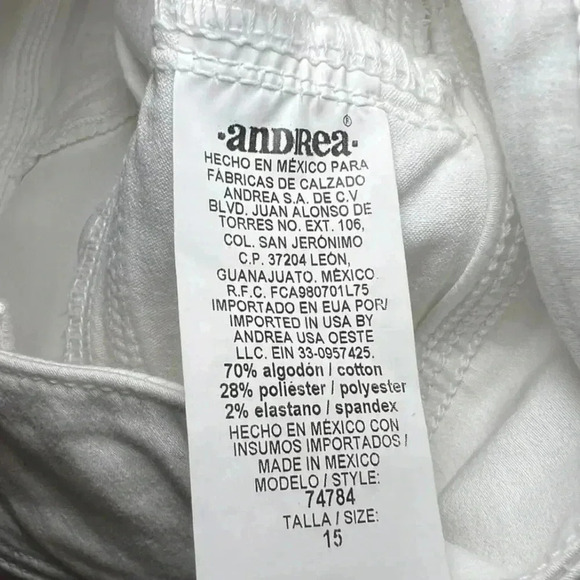 ·anDRea·®
HECHO EN MÉXICO PARA
FÁBRICAS DE CALZADO
ANDREA S.A. DE C.V
BLVD. JUAN ALONSO DE
TORRES NO. EXT. 106,
COL. SAN JERÓNIMO
C.P. 37204 LEÓN,
GUANAJUATO. MÉXICO.
R.F.C. FCA980701L75
IMPORTADO EN EUA POR/
IMPORTED IN USA BY
ANDREA USA OESTE
LLC. EIN 33-0957425.
70% algodón / cotton
28% poliéster / polyester
2% elastano / spandex
HECHO EN MÉXICO CON
INSUMOS IMPORTADOS /
MADE IN MEXICO
MODELO / STYLE:
74784
TALLA / SIZE:
15